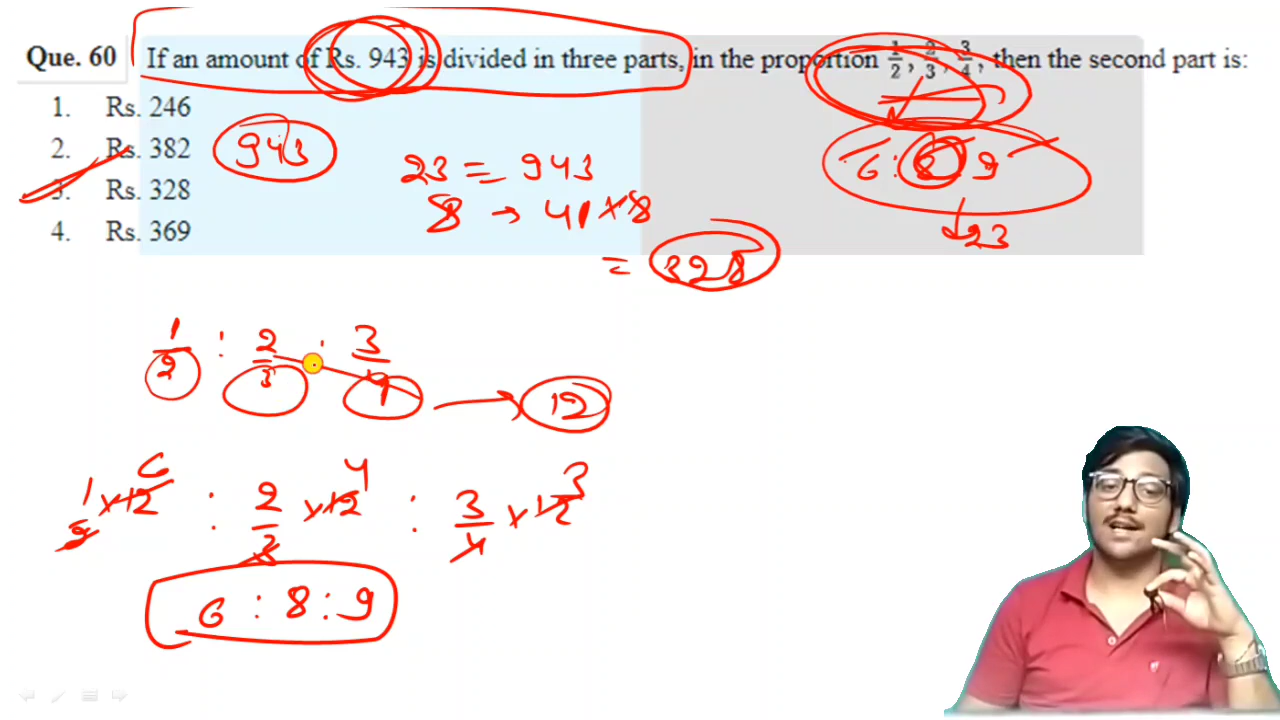 Que. 60 If an amount of Rs. 943 is divided in three parts, in the proportion 1/2, 2/3, 3/4, then the second part is:
1. Rs. 246
2. Rs. 382
3. Rs. 328
4. Rs. 369
943
23 = 943
8 → 41 × 8
= 328
6 : 8 : 9
↓ 23
1/2 : 2/3 : 3/4 → 12
1/2 × 12 6 : 2/3 × 12 4 : 3/4 × 12 3
6 : 8 : 9